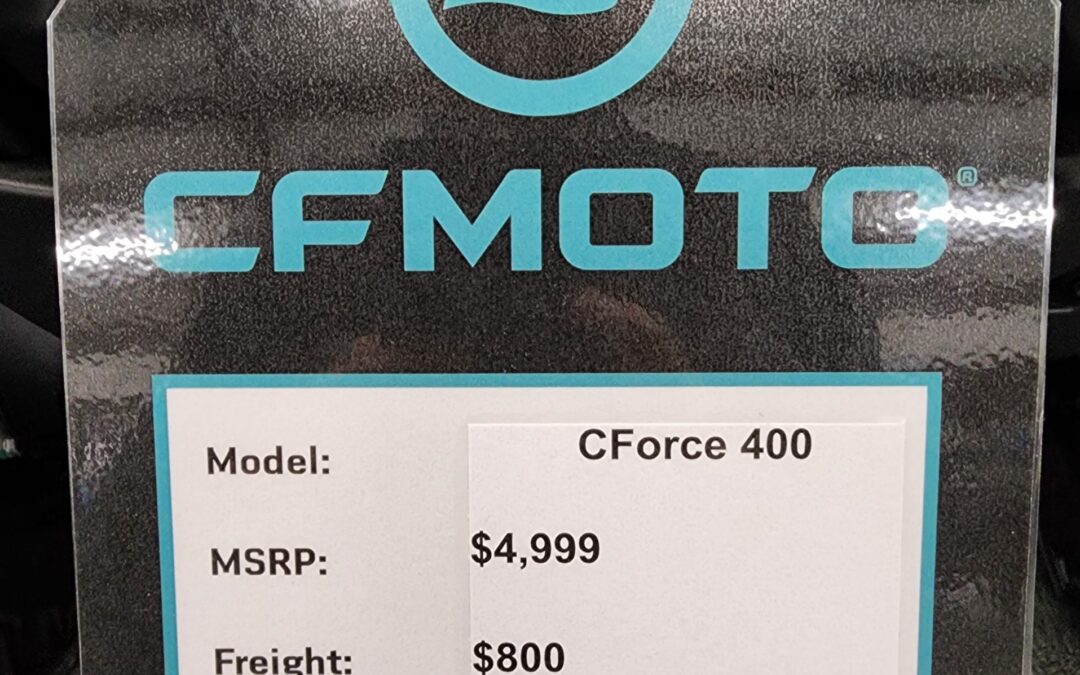 CFMOTO®
Model: CForce 400
MSRP: $4,999
Freight: $800